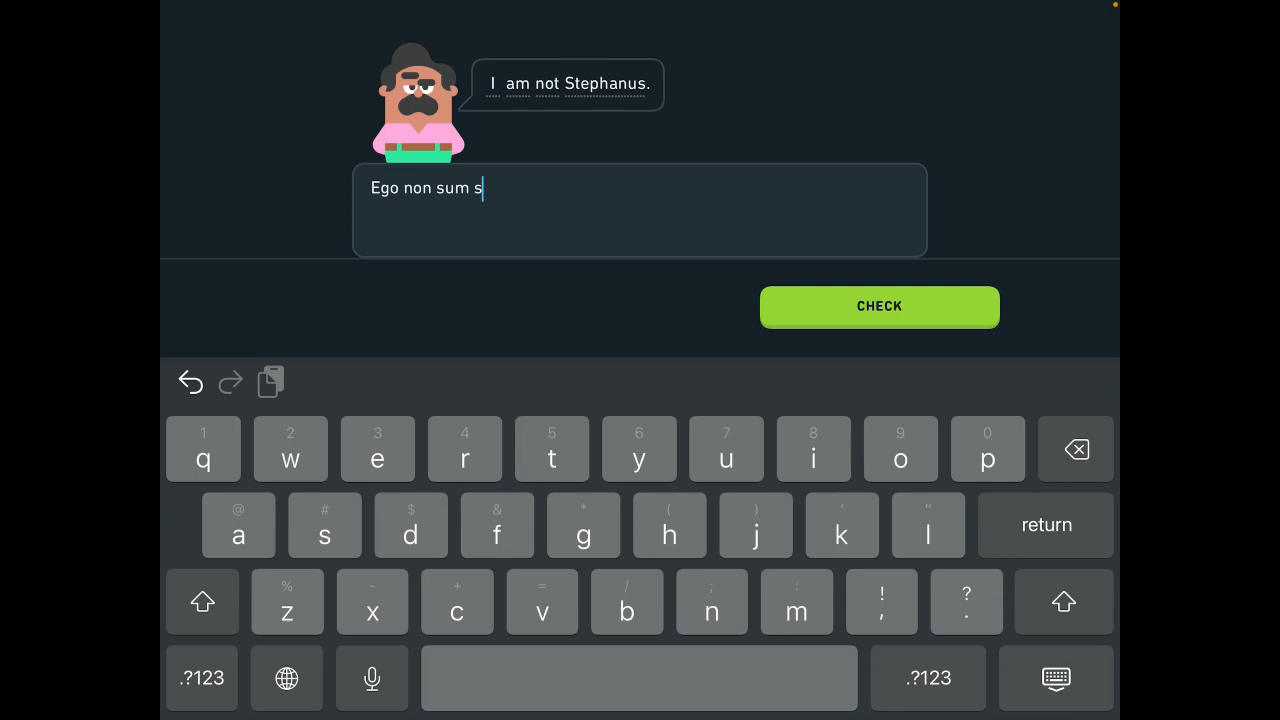 I am not Stephanus.
Ego non sum s
CHECK
1 2 3 4 5 6 7 8 9 0
q w e r t y u i o p
@ # $ & * ( ) ' "
a s d f g h j k l return
% - + = / ; : ! ?
z x c v b n m , .
.?123 .?123